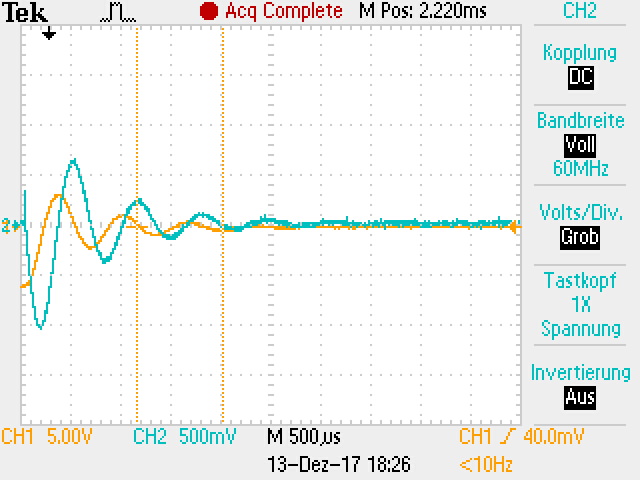 Tek Acq Complete M Pos: 2.220ms CH2
Kopplung
DC
Bandbreite
Voll
60MHz
Volts/Div.
Grob
2
Tastkopf
1X
Spannung
Invertierung
Aus
CH1 5.00V CH2 500mV M 500µs CH1 40.0mV
13-Dez-17 18:26 <10Hz